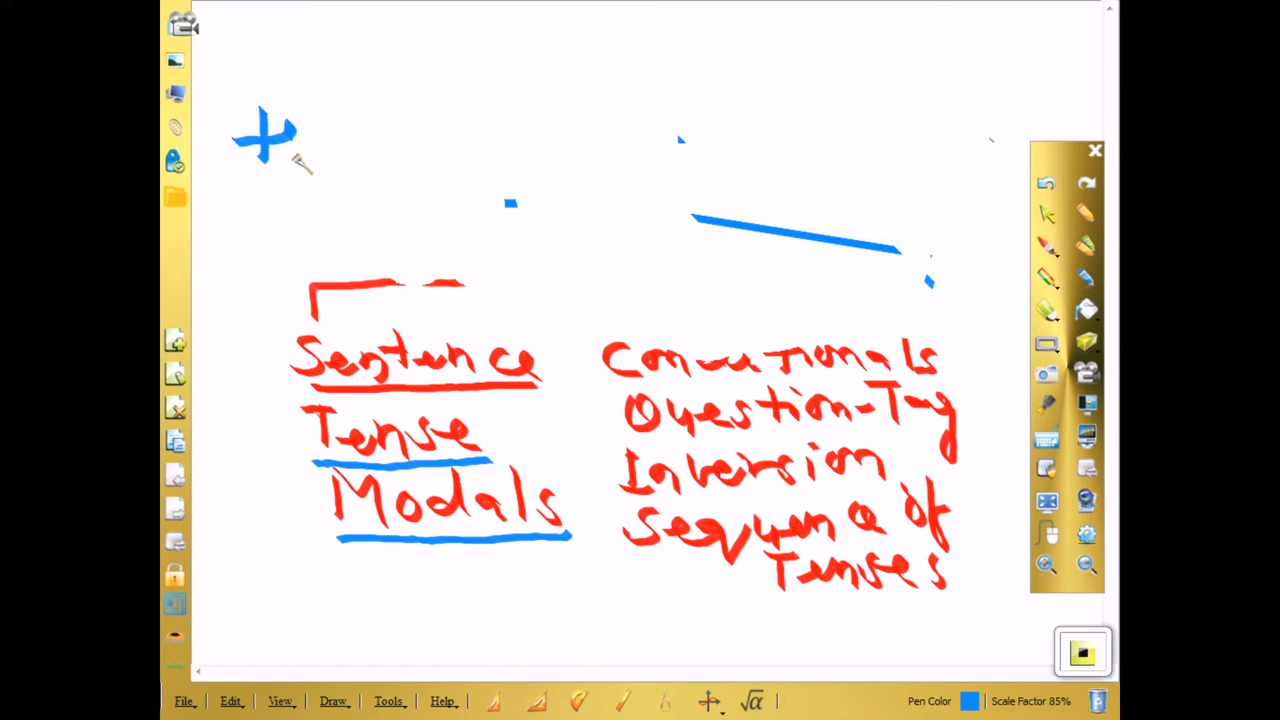 Sentence
Tense
Modals
Conditionals
Question-Tag
Inversion
Sequence of
Tenses
File
Edit
View
Draw
Tools
Help
√α
Pen Color
Scale Factor 85%